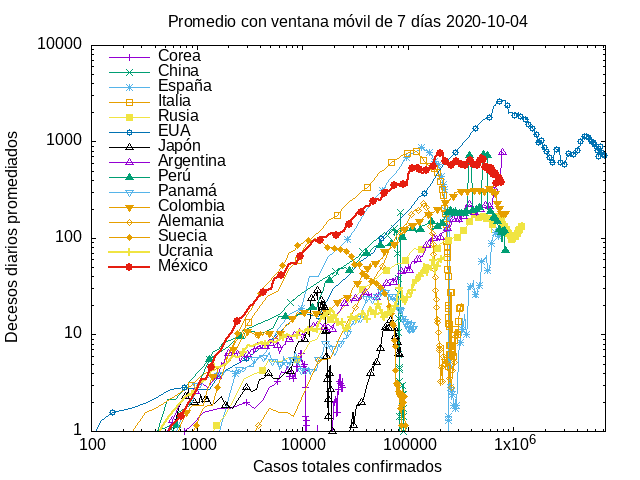 Promedio con ventana móvil de 7 días 2020-10-04
Decesos diarios promediados
10000
1000
100
10
1
Corea
China
España
Italia
Rusia
EUA
Japón
Argentina
Perú
Panamá
Colombia
Alemania
Suecia
Ucrania
México
100
1000
10000
100000
1x10⁶
Casos totales confirmados